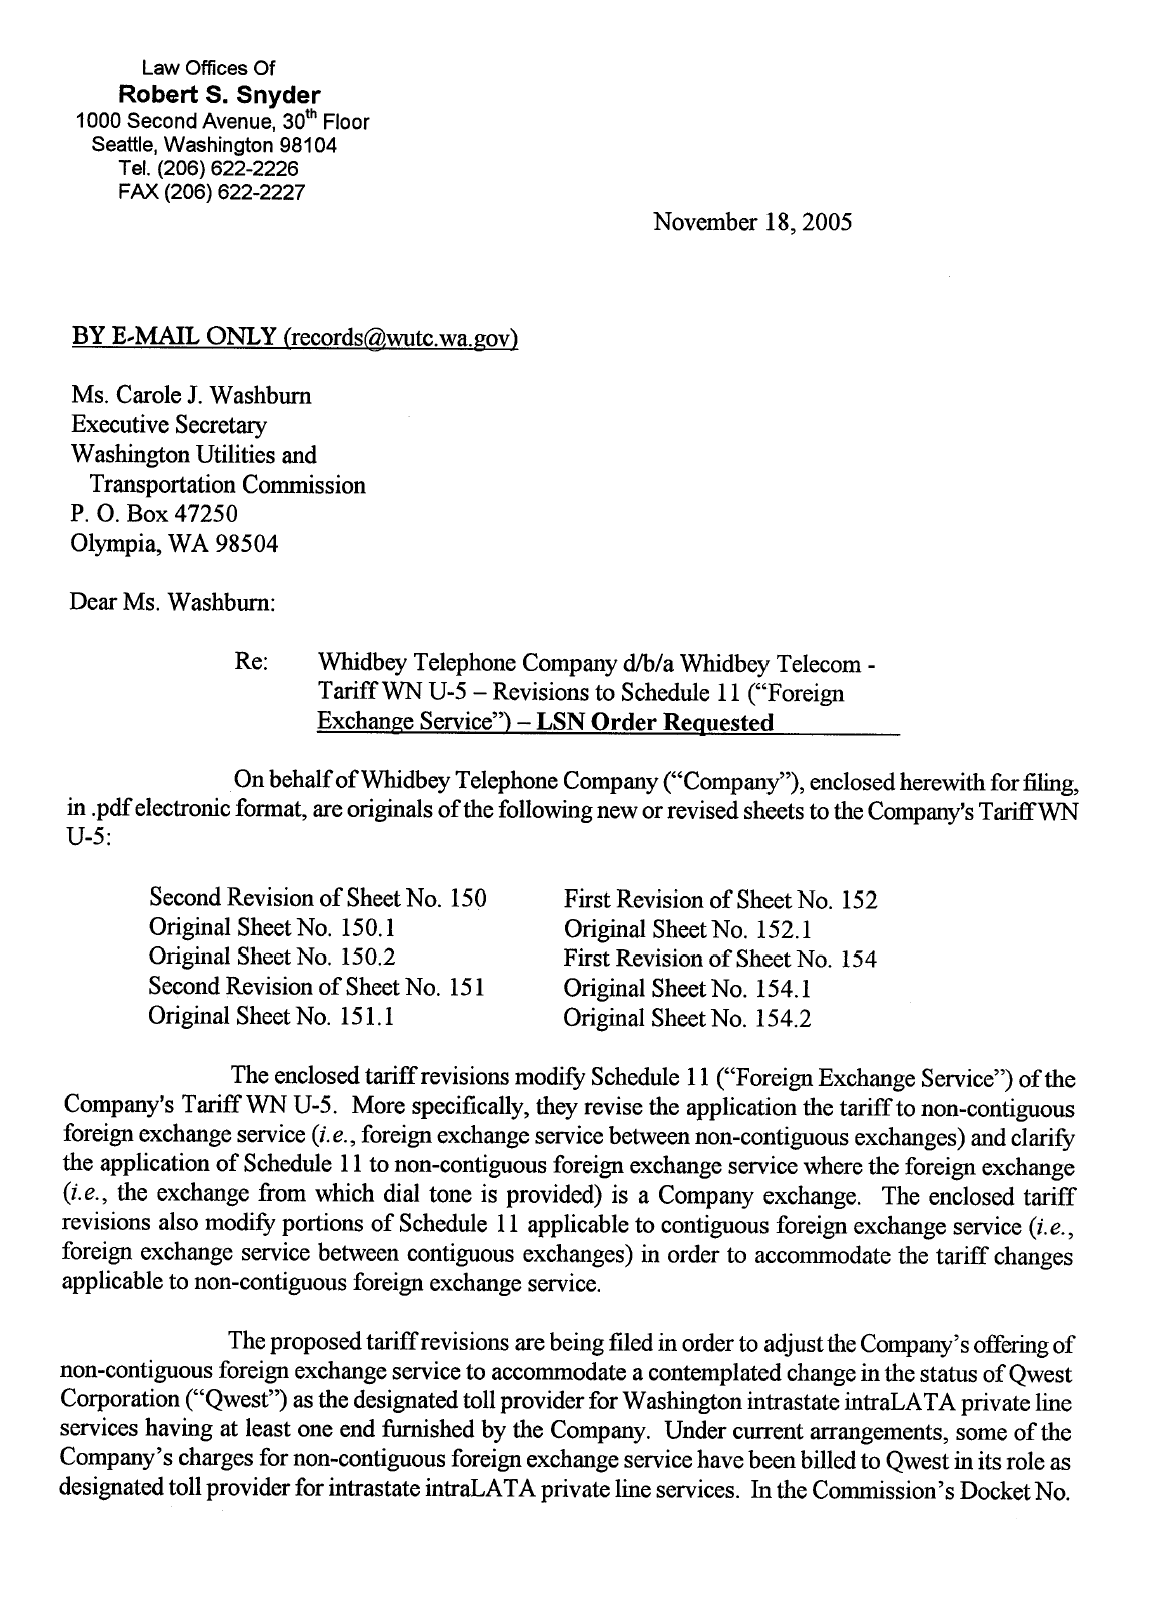 Law Offices Of
Robert S. Snyder
1000 Second Avenue, 30th Floor
Seattle, Washington 98104
Tel. (206) 622-2226
FAX (206) 622-2227
November 18, 2005
BY E-MAIL ONLY (records@wutc.wa.gov)
Ms. Carole J. Washburn
Executive Secretary
Washington Utilities and
Transportation Commission
P. O. Box 47250
Olympia, WA 98504
Dear Ms. Washburn:
Re: Whidbey Telephone Company d/b/a Whidbey Telecom -
Tariff WN U-5 – Revisions to Schedule 11 (“Foreign
Exchange Service”) – LSN Order Requested
On behalf of Whidbey Telephone Company (“Company”), enclosed herewith for filing,
in .pdf electronic format, are originals of the following new or revised sheets to the Company’s Tariff WN
U-5:
Second Revision of Sheet No. 150
Original Sheet No. 150.1
Original Sheet No. 150.2
Second Revision of Sheet No. 151
Original Sheet No. 151.1
First Revision of Sheet No. 152
Original Sheet No. 152.1
First Revision of Sheet No. 154
Original Sheet No. 154.1
Original Sheet No. 154.2
The enclosed tariff revisions modify Schedule 11 (“Foreign Exchange Service”) of the
Company's Tariff WN U-5. More specifically, they revise the application the tariff to non-contiguous
foreign exchange service (i.e., foreign exchange service between non-contiguous exchanges) and clarify
the application of Schedule 11 to non-contiguous foreign exchange service where the foreign exchange
(i.e., the exchange from which dial tone is provided) is a Company exchange. The enclosed tariff
revisions also modify portions of Schedule 11 applicable to contiguous foreign exchange service (i.e.,
foreign exchange service between contiguous exchanges) in order to accommodate the tariff changes
applicable to non-contiguous foreign exchange service.
The proposed tariff revisions are being filed in order to adjust the Company’s offering of
non-contiguous foreign exchange service to accommodate a contemplated change in the status of Qwest
Corporation (“Qwest”) as the designated toll provider for Washington intrastate intraLATA private line
services having at least one end furnished by the Company. Under current arrangements, some of the
Company’s charges for non-contiguous foreign exchange service have been billed to Qwest in its role as
designated toll provider for intrastate intraLATA private line services. In the Commission’s Docket No.